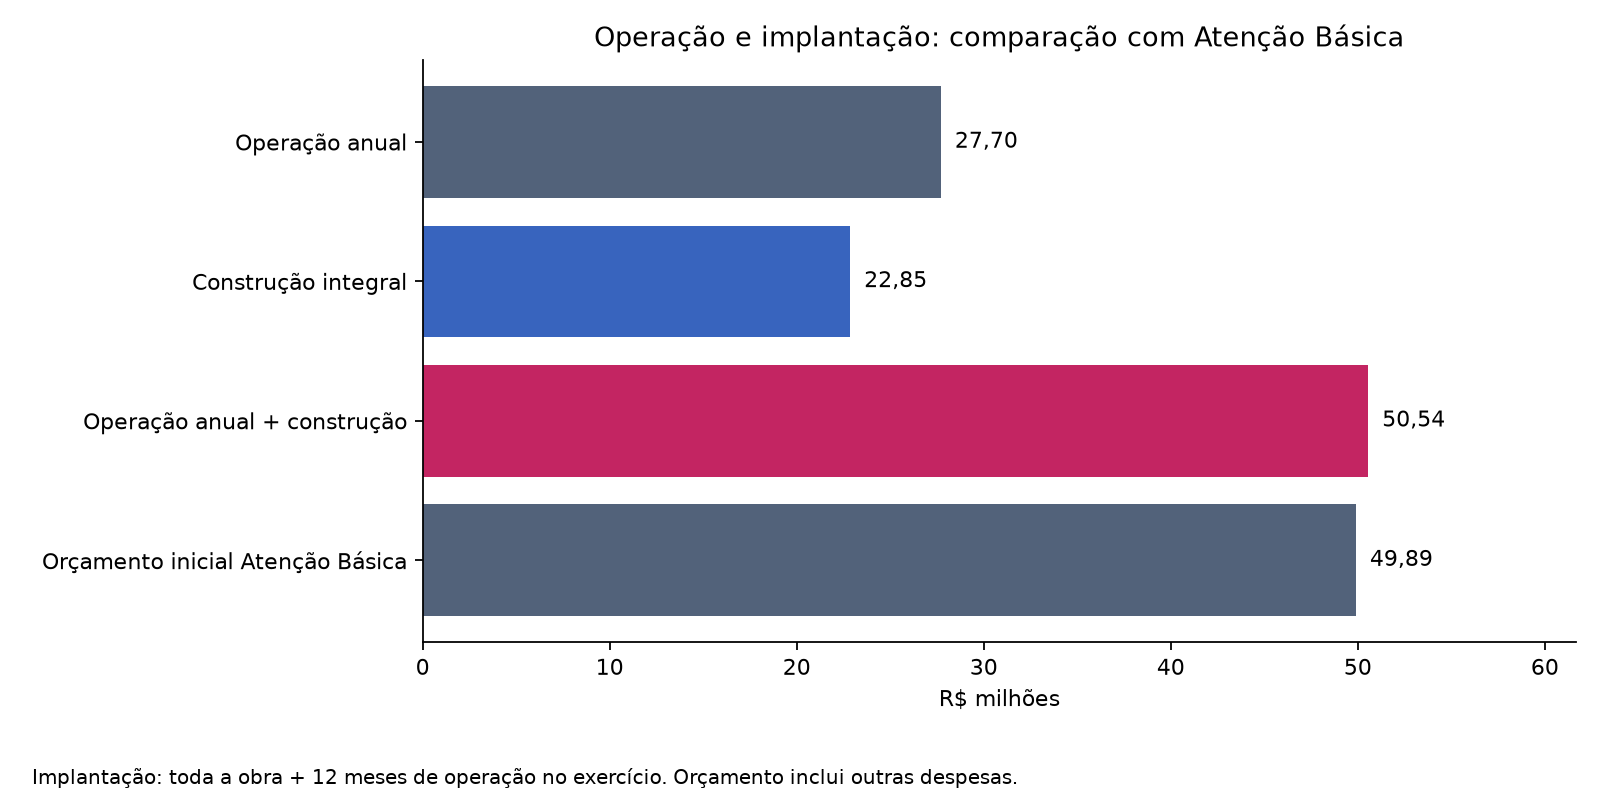 Operação e implantação: comparação com Atenção Básica
Operação anual
27,70
Construção integral
22,85
Operação anual + construção
50,54
Orçamento inicial Atenção Básica
49,89
0 10 20 30 40 50 60
R$ milhões
Implantação: toda a obra + 12 meses de operação no exercício. Orçamento inclui outras despesas.